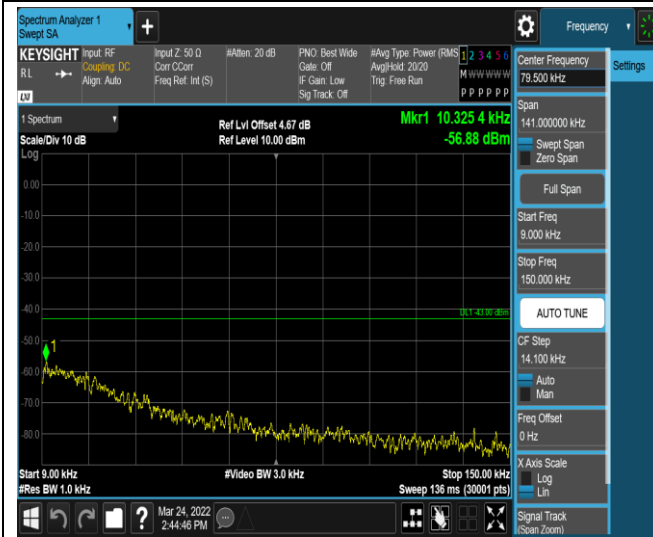 Spectrum Analyzer 1
Swept SA
+
Frequency
KEYSIGHT
RL
LXI
Input: RF
Coupling: DC
Align: Auto
Input Z: 50 Ω
Corr CCorr
Freq Ref: Int (S)
#Atten: 20 dB
PNO: Best Wide
Gate: Off
IF Gain: Low
Sig Track: Off
#Avg Type: Power (RMS
Avg|Hold: 20/20
Trig: Free Run
1 2 3 4 5 6
M W W W W W
P P P P P P
Center Frequency
79.500 kHz
Settings
Span
141.000000 kHz
Swept Span
Zero Span
Full Span
Start Freq
9.000 kHz
Stop Freq
150.000 kHz
AUTO TUNE
CF Step
14.100 kHz
Auto
Man
Freq Offset
0 Hz
X Axis Scale
Log
Lin
Signal Track
(Span Zoom)
1 Spectrum
Scale/Div 10 dB
Ref Lvl Offset 4.67 dB
Ref Level 10.00 dBm
Mkr1 10.325 4 kHz
-56.88 dBm
Log
0.00
-10.0
-20.0
-30.0
-40.0
DL1 -43.00 dBm
-50.0
1
-60.0
-70.0
-80.0
Start 9.00 kHz
#Res BW 1.0 kHz
#Video BW 3.0 kHz
Stop 150.00 kHz
Sweep 136 ms (30001 pts)
?
Mar 24, 2022
2:44:46 PM